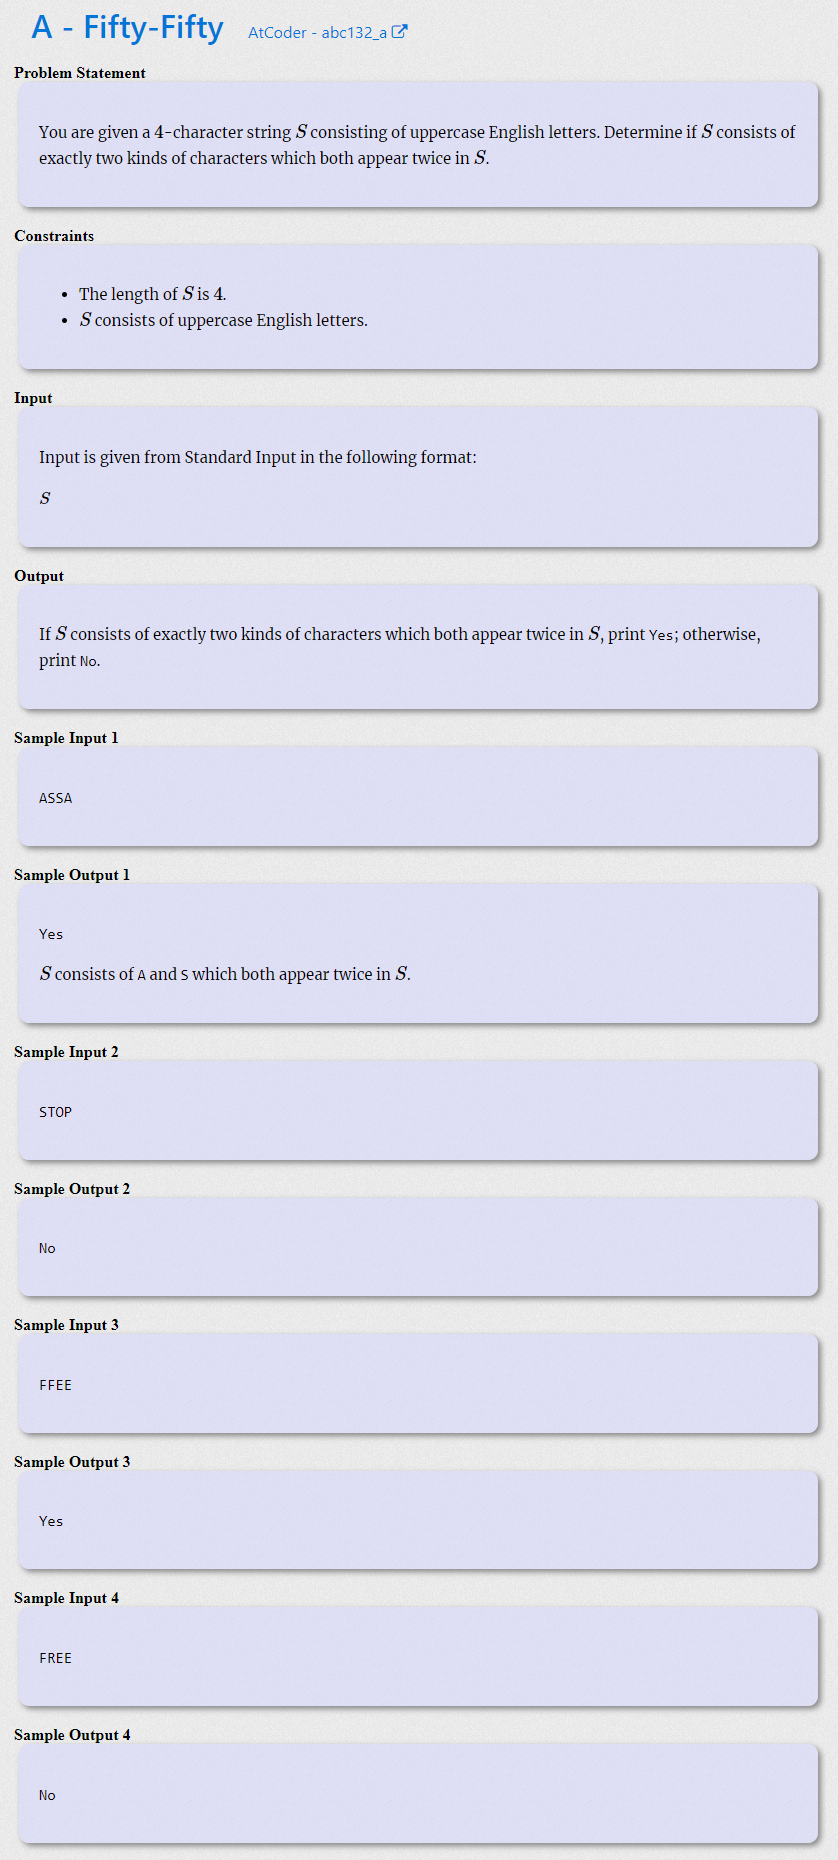 A - Fifty-Fifty AtCoder - abc132_a
Problem Statement
You are given a 4-character string S consisting of uppercase English letters. Determine if S consists of
exactly two kinds of characters which both appear twice in S.
Constraints
• The length of S is 4.
• S consists of uppercase English letters.
Input
Input is given from Standard Input in the following format:
S
Output
If S consists of exactly two kinds of characters which both appear twice in S, print Yes; otherwise,
print No.
Sample Input 1
ASSA
Sample Output 1
Yes
S consists of A and S which both appear twice in S.
Sample Input 2
STOP
Sample Output 2
No
Sample Input 3
FFEE
Sample Output 3
Yes
Sample Input 4
FREE
Sample Output 4
No